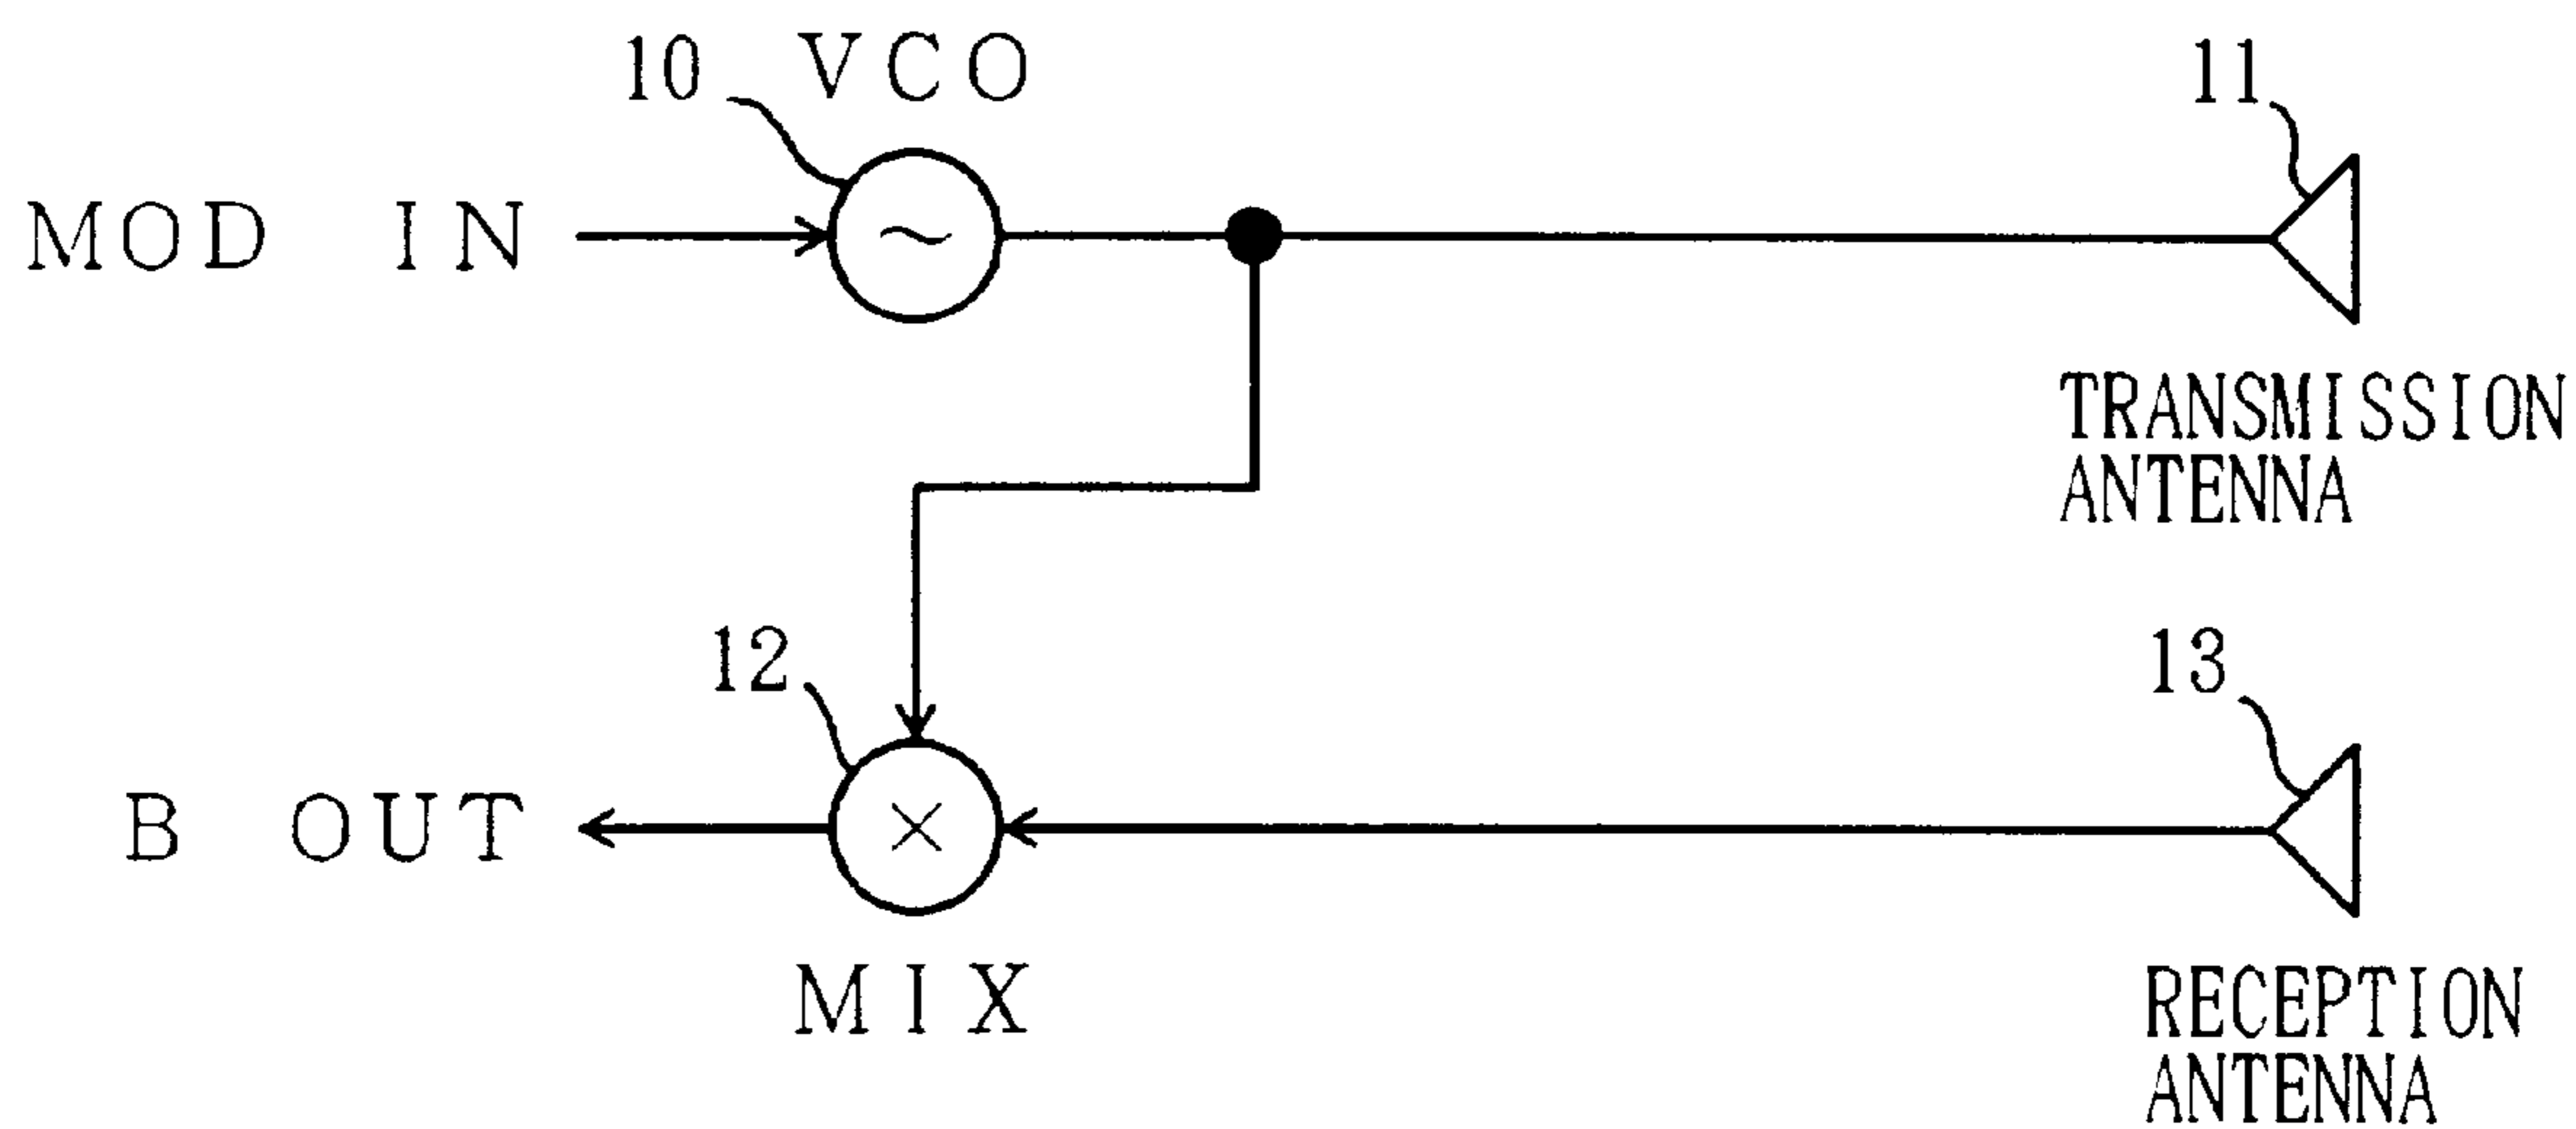 10 VCO
11
MOD IN
~
TRANSMISSION
ANTENNA
12
13
B OUT
×
MIX
RECEPTION
ANTENNA